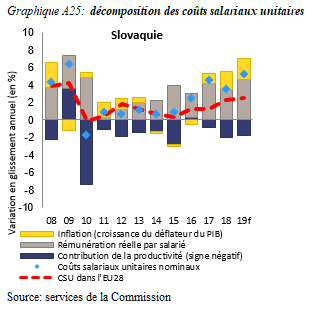 Graphique A25: décomposition des coûts salariaux unitaires
Slovaquie
Variation en glissement annuel (en %)
10
8
6
4
2
0
-2
-4
-6
-8
-10
08 09 10 11 12 13 14 15 16 17 18 19f
Inflation (croissance du déflateur du PIB)
Rémunération réelle par salarié
Contribution de la productivité (signe négatif)
Coûts salariaux unitaires nominaux
CSU dans l'EU28
Source: services de la Commission